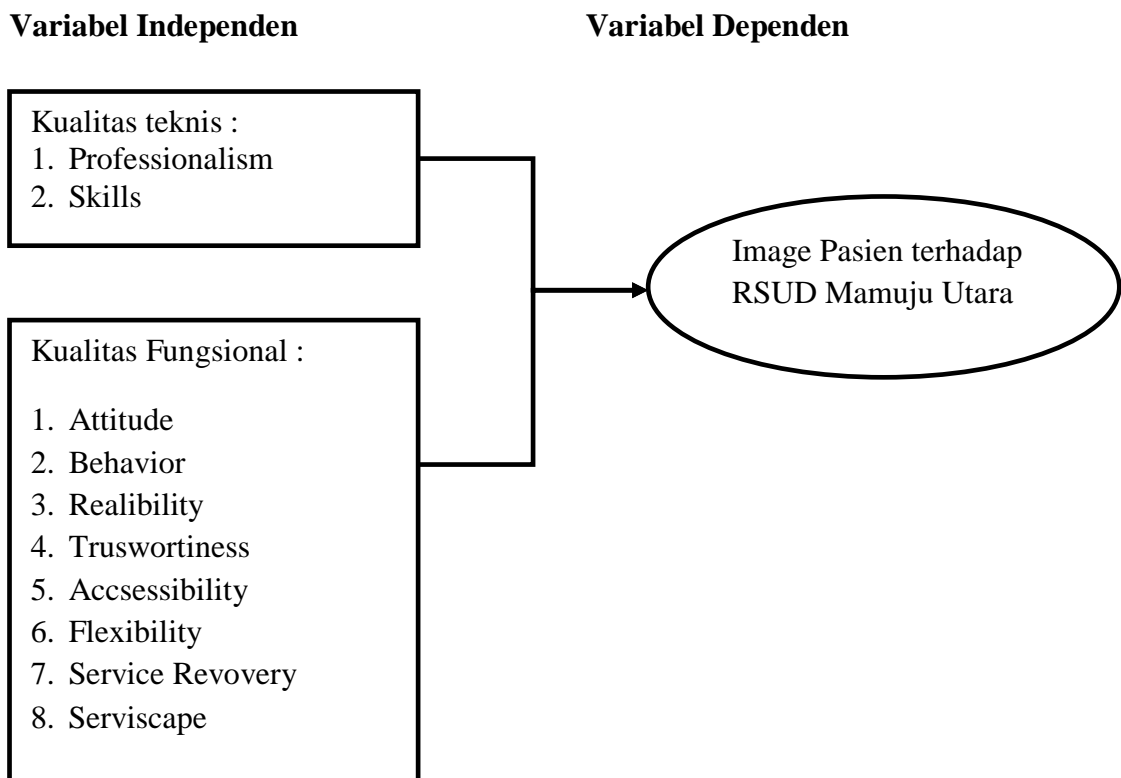 Variabel Independen
Variabel Dependen
Kualitas teknis :
1. Professionalism
2. Skills
Image Pasien terhadap
RSUD Mamuju Utara
Kualitas Fungsional :
1. Attitude
2. Behavior
3. Realibility
4. Truswortiness
5. Accsessibility
6. Flexibility
7. Service Revovery
8. Serviscape